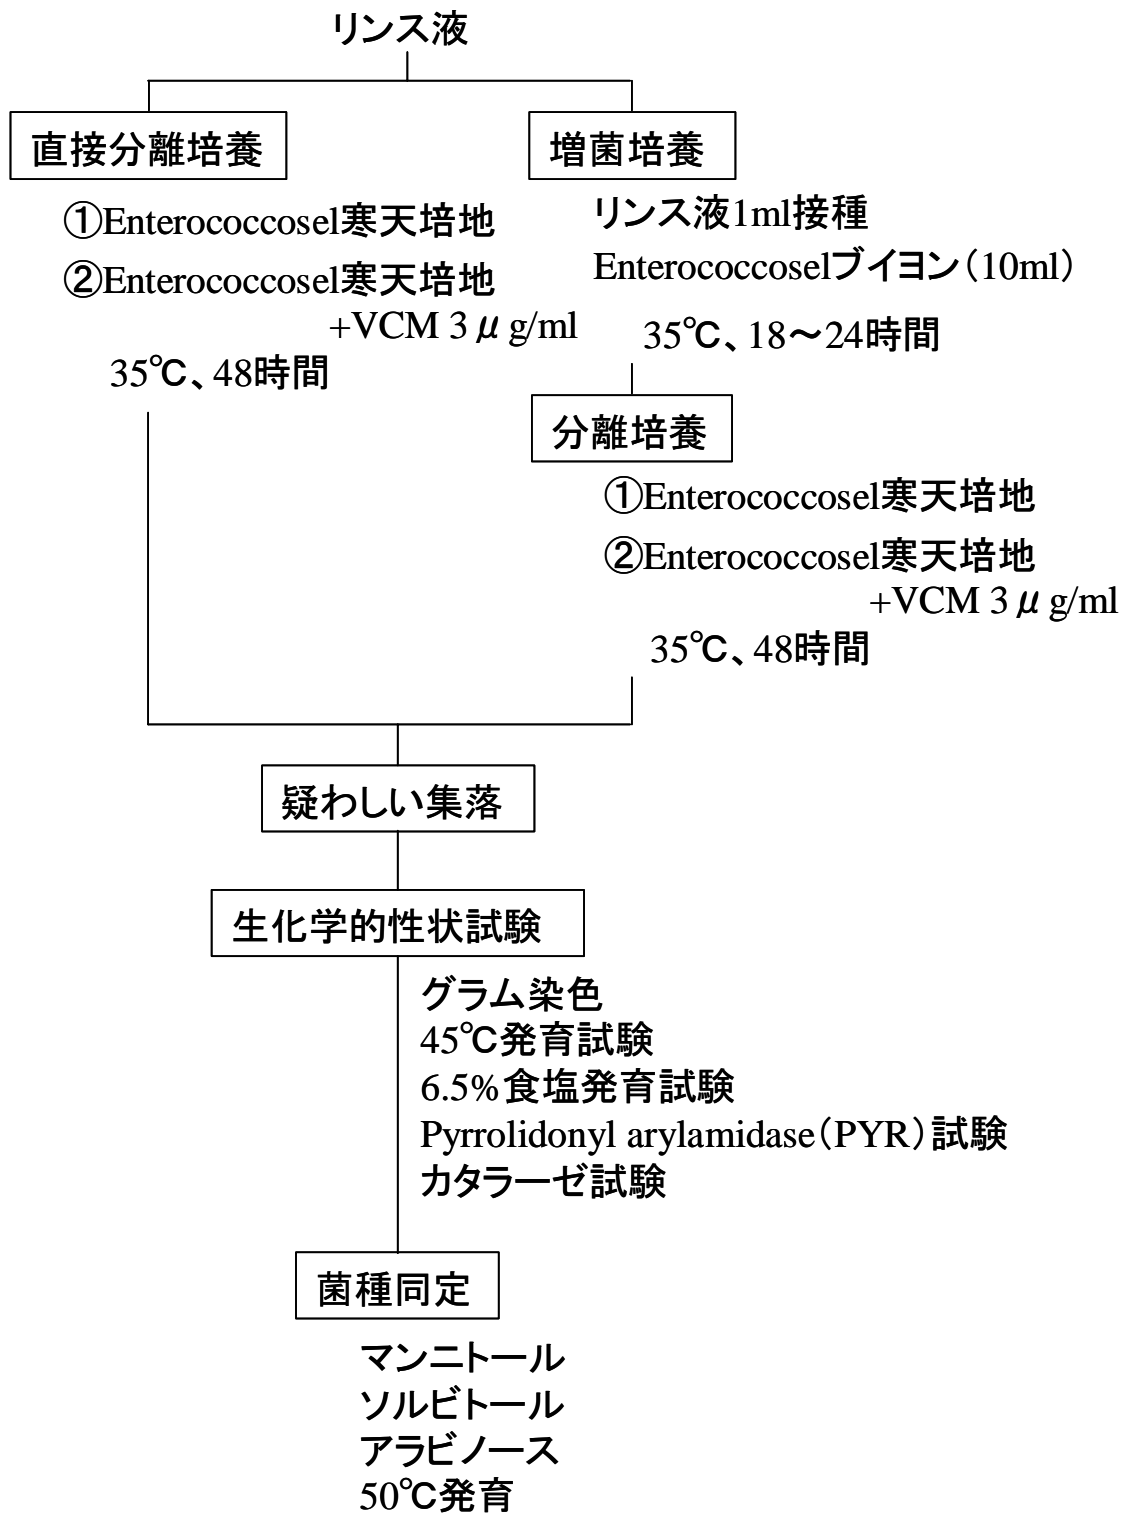 リンス液
直接分離培養
①Enterococcosel寒天培地
②Enterococcosel寒天培地
+VCM 3μg/ml
35℃、48時間
増菌培養
リンス液1ml接種
Enterococcoselブイヨン（10ml）
35℃、18～24時間
分離培養
①Enterococcosel寒天培地
②Enterococcosel寒天培地
+VCM 3μg/ml
35℃、48時間
疑わしい集落
生化学的性状試験
グラム染色
45℃発育試験
6.5%食塩発育試験
Pyrrolidonyl arylamidase（PYR）試験
カタラーゼ試験
菌種同定
マンニトール
ソルビトール
アラビノース
50℃発育